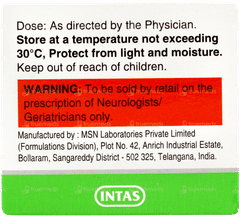 Dose: As directed by the Physician.
Store at a temperature not exceeding
30°C, Protect from light and moisture.
Keep out of reach of children.
WARNING: To be sold by retail on the
prescription of Neurologists/
Geriatricians only.
Manufactured by : MSN Laboratories Private Limited
(Formulations Division), Plot No. 42, Anrich Industrial Estate,
Bollaram, Sangareddy District - 502 325, Telangana, India.
INTAS